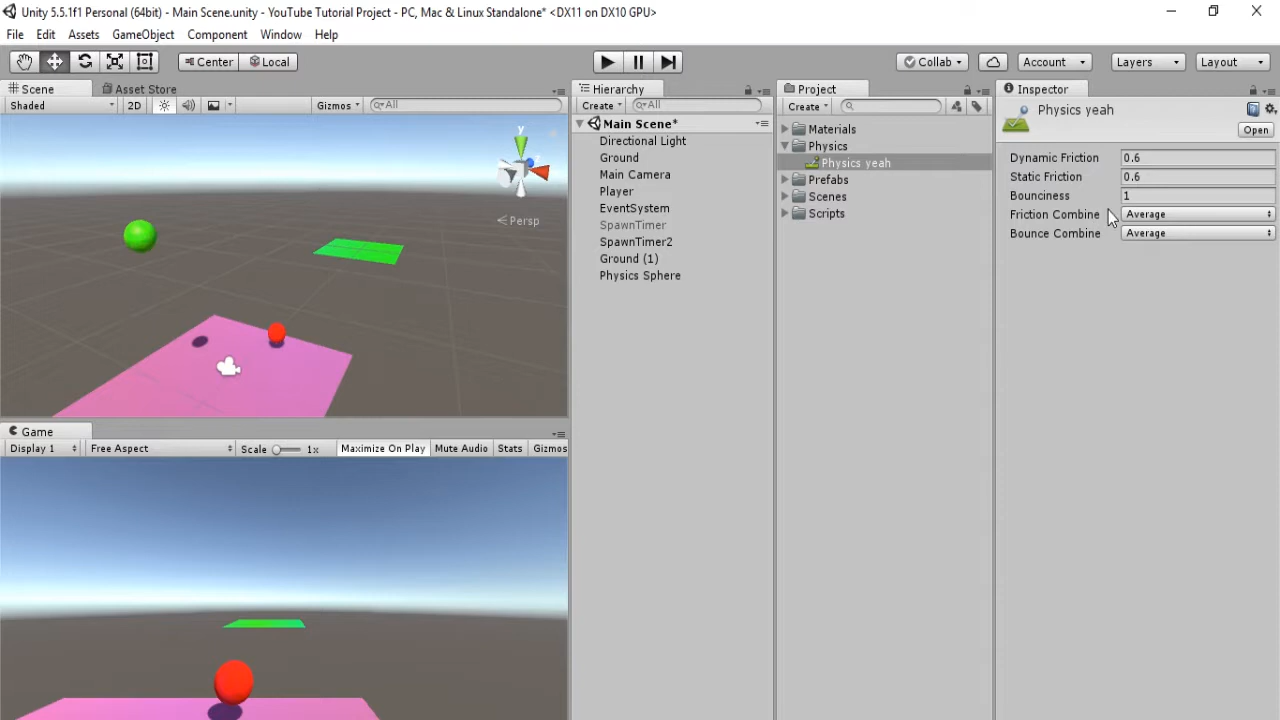 Unity 5.5.1f1 Personal (64bit) - Main Scene.unity - YouTube Tutorial Project - PC, Mac & Linux Standalone* <DX11 on DX10 GPU>
File Edit Assets GameObject Component Window Help
Center Local Collab Account Layers Layout
Scene Asset Store
Shaded 2D Gizmos All
y
Persp
Game
Display 1 Free Aspect Scale 1x Maximize On Play Mute Audio Stats Gizmos
Hierarchy
Create All
Main Scene*
Directional Light
Ground
Main Camera
Player
EventSystem
SpawnTimer
SpawnTimer2
Ground (1)
Physics Sphere
Project
Create
Materials
Physics
Physics yeah
Prefabs
Scenes
Scripts
Inspector
Physics yeah
Open
Dynamic Friction 0.6
Static Friction 0.6
Bounciness 1
Friction Combine Average
Bounce Combine Average